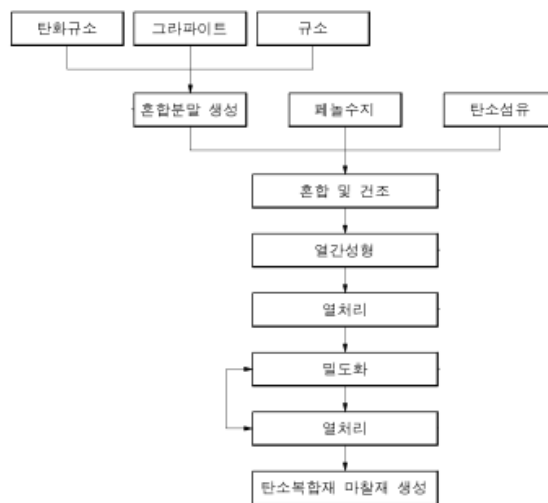 탄화규소
그라파이트
규소
혼합분말 생성
페놀수지
탄소섬유
혼합 및 건조
열간성형
열처리
밀도화
열처리
탄소복합재 마찰재 생성